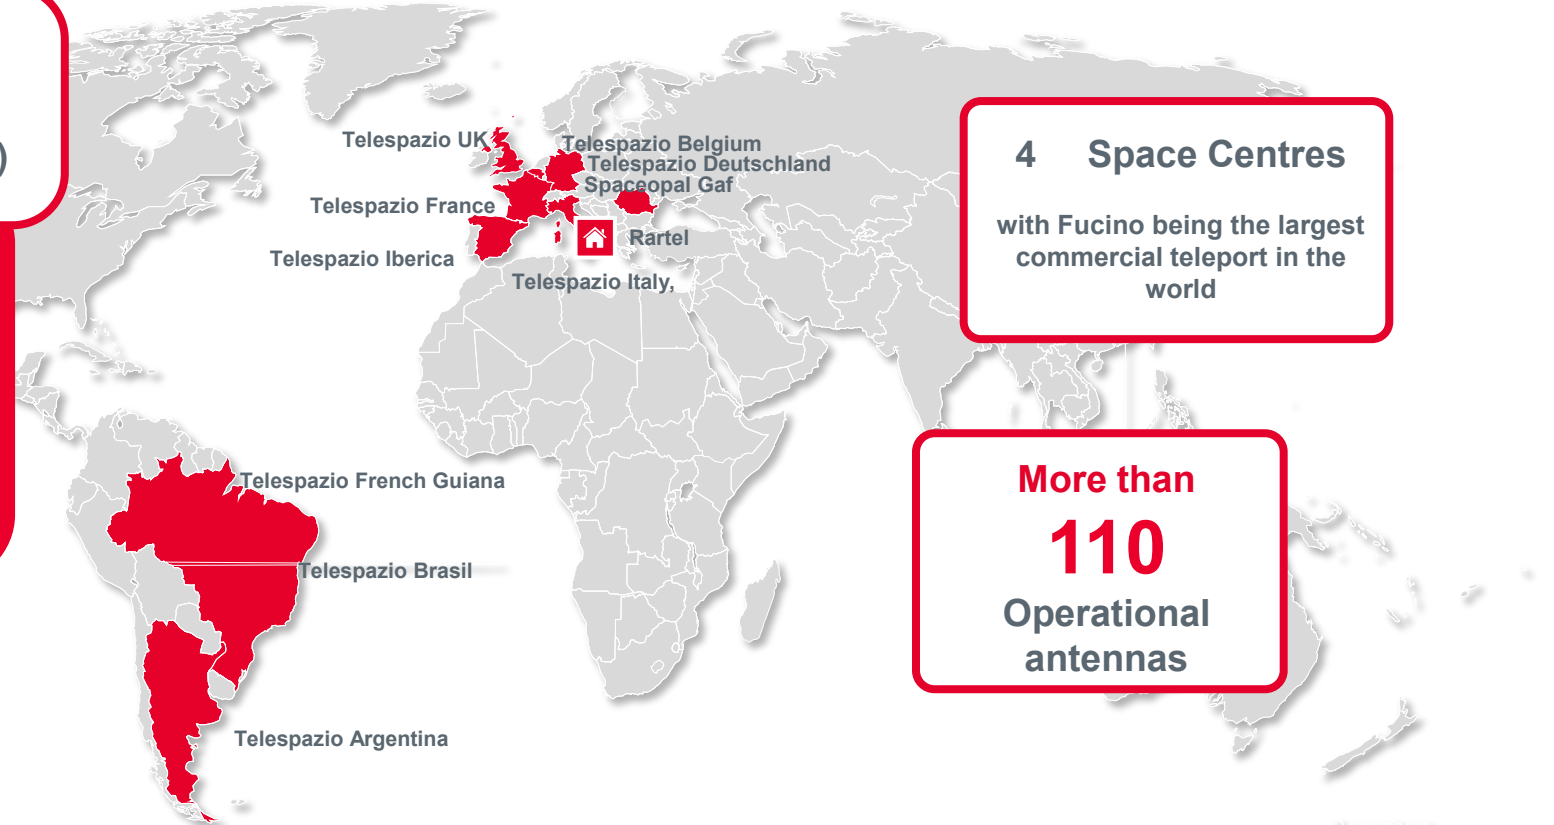 )
Telespazio UK
Telespazio Belgium
Telespazio Deutschland
Spaceopal Gaf
Telespazio France
Rartel
Telespazio Iberica
Telespazio Italy,
4 Space Centres
with Fucino being the largest
commercial teleport in the
world
Telespazio French Guiana
Telespazio Brasil
Telespazio Argentina
More than
110
Operational
antennas